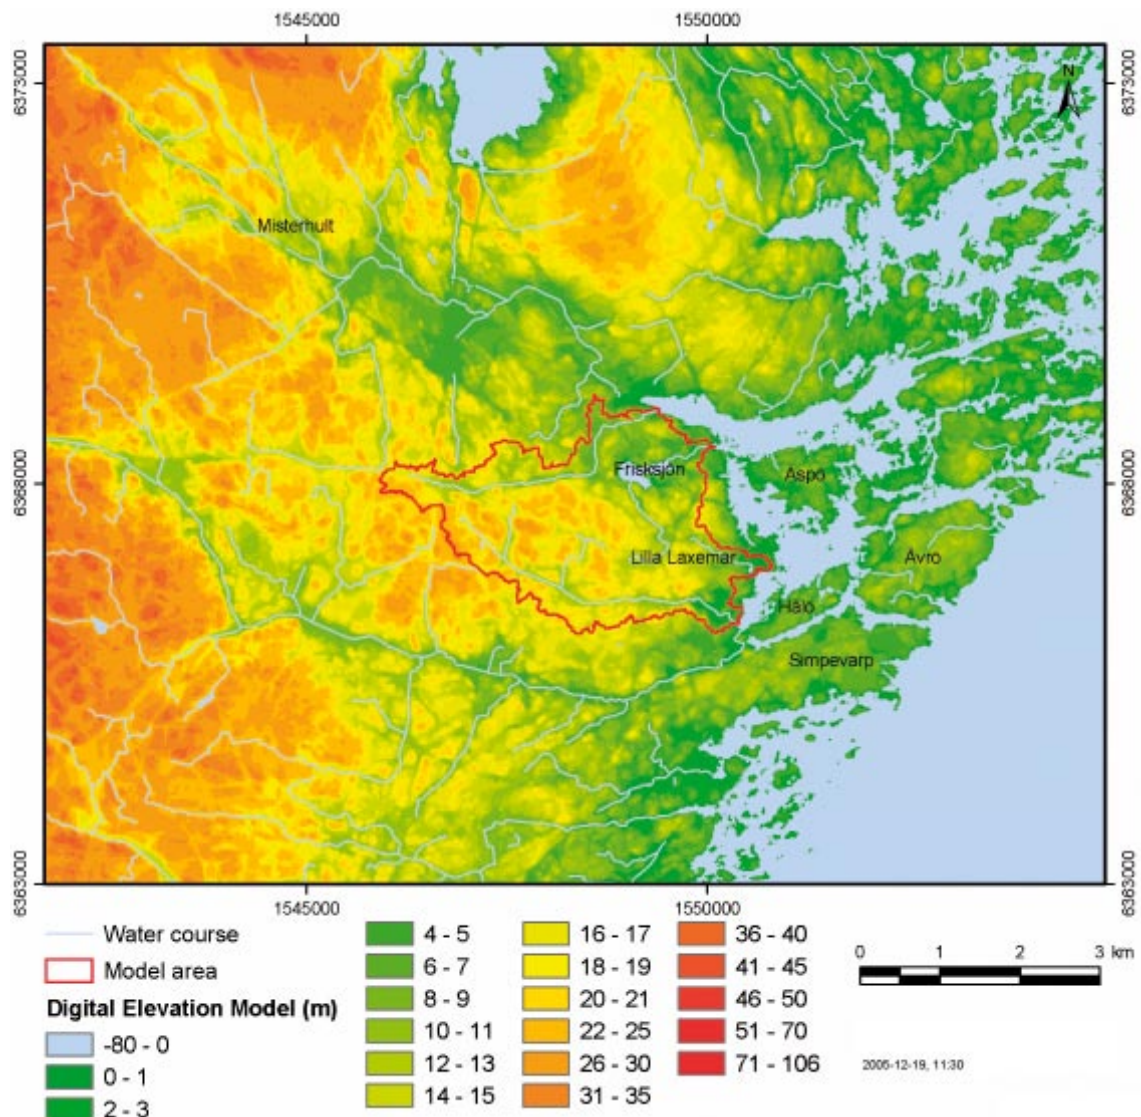 1545000 1550000
6373000 6373000
N
Misterhult
Frisksjön
Äspö
6368000 6368000
Lilla Laxemar
Ävrö
Hålö
Simpevarp
6363000 6363000
1545000 1550000
Water course
Model area
Digital Elevation Model (m)
-80 - 0
0 - 1
2 - 3
4 - 5
6 - 7
8 - 9
10 - 11
12 - 13
14 - 15
16 - 17
18 - 19
20 - 21
22 - 25
26 - 30
31 - 35
36 - 40
41 - 45
46 - 50
51 - 70
71 - 106
0 1 2 3 km
2005-12-19, 11:30